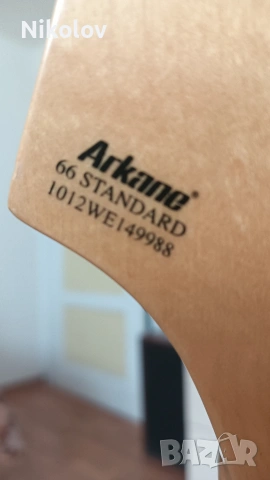 Nikolov
Arkane®
66 STANDARD
1012WE149988
BAZAR